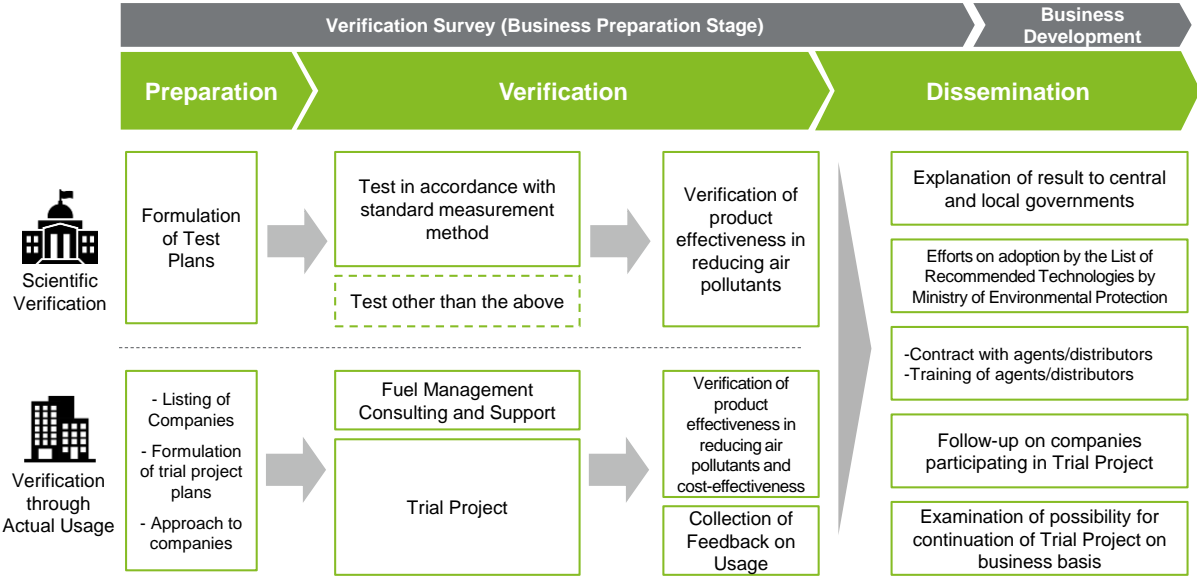 Verification Survey (Business Preparation Stage)
Business
Development
Preparation
Verification
Dissemination
Scientific
Verification
Formulation
of Test
Plans
Test in accordance with
standard measurement
method
Test other than the above
Verification of
product
effectiveness in
reducing air
pollutants
Verification
through
Actual Usage
- Listing of
Companies
- Formulation
of trial project
plans
- Approach to
companies
Fuel Management
Consulting and Support
Trial Project
Verification of
product
effectiveness in
reducing air
pollutants and
cost-effectiveness
Collection of
Feedback on
Usage
Explanation of result to central
and local governments
Efforts on adoption by the List of
Recommended Technologies by
Ministry of Environmental Protection
-Contract with agents/distributors
-Training of agents/distributors
Follow-up on companies
participating in Trial Project
Examination of possibility for
continuation of Trial Project on
business basis